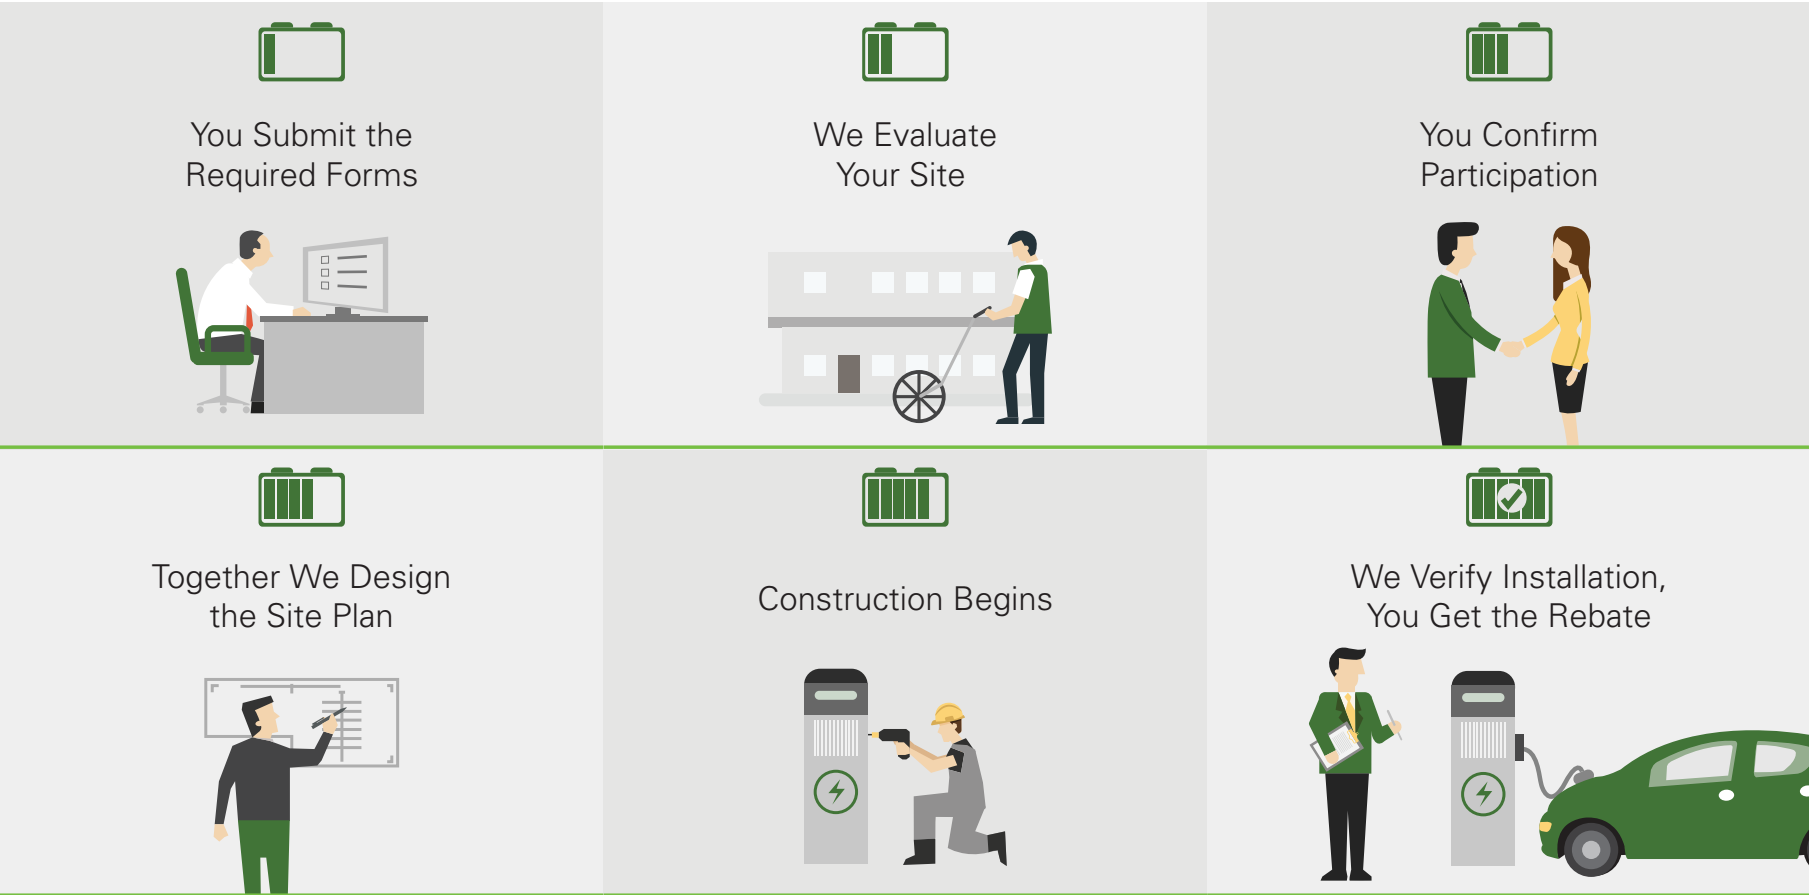 You Submit the
Required Forms
We Evaluate
Your Site
You Confirm
Participation
Together We Design
the Site Plan
Construction Begins
We Verify Installation,
You Get the Rebate